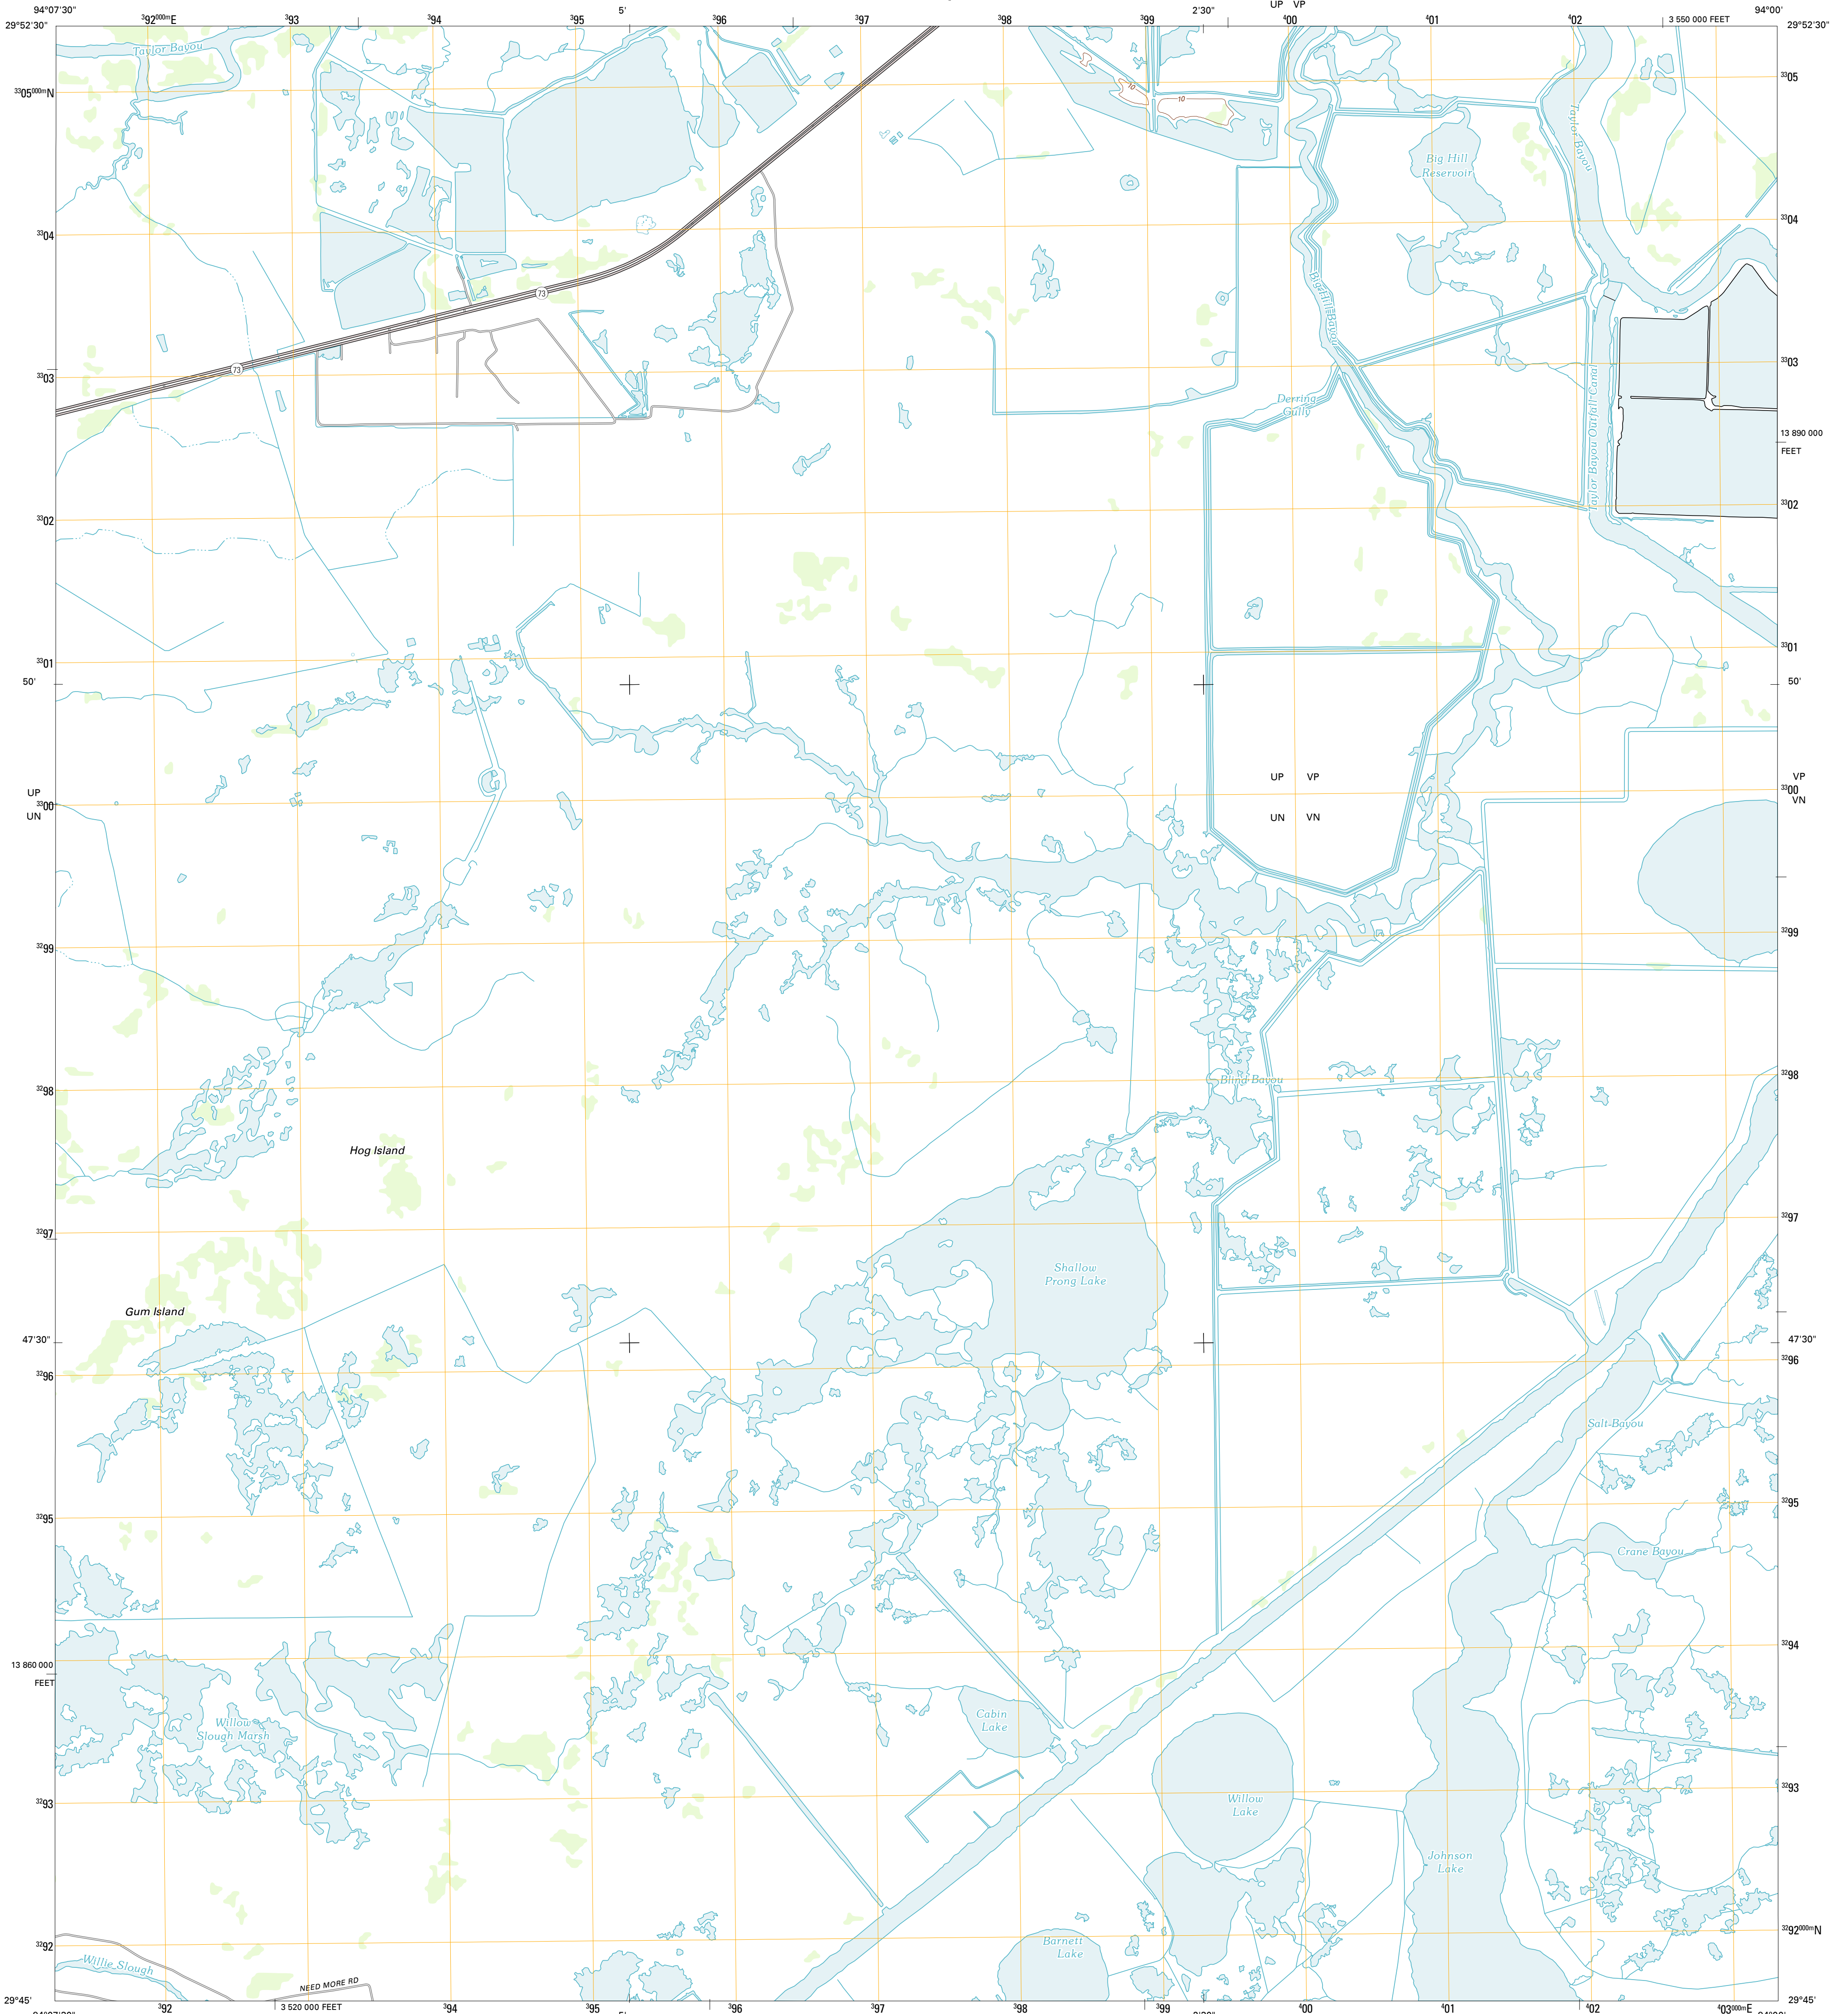 94°07'30"
³92⁰⁰⁰ᵐE
³93
³94
³95
5'
³96
³97
³98
³99
2'30"
UP VP
⁴00
⁴01
⁴02
3 550 000 FEET
94°00'
29°52'30"
29°52'30"
Taylor Bayou
³³05⁰⁰⁰ᵐN
³³05
10
10
Taylor Bayou
Big Hill
Reservoir
³³04
³³04
73
Big Hill Bayou
73
³³03
³³03
Derring
Gully
Taylor Bayou Outfall Canal
13 890 000
FEET
³³02
³³02
³³01
³³01
50'
50'
UP VP
UN VN
UP
UN
VP
VN
³³00
³³00
³²99
³²99
Blind Bayou
³²98
³²98
Hog Island
³²97
³²97
Shallow
Prong Lake
Gum Island
47'30"
47'30"
³²96
³²96
Salt Bayou
³²95
³²95
Crane Bayou
³²94
13 860 000
FEET
Willow
Slough Marsh
Cabin
Lake
³²93
³²93
Willow
Lake
Johnson
Lake
³²92
³²92⁰⁰⁰ᵐN
Barnett
Lake
Willie Slough
NEED MORE RD
29°45'
29°45'
³92
3 520 000 FEET
³94
³95
³96
³97
³98
³99
⁴00
⁴01
⁴02
⁴03⁰⁰⁰ᵐE